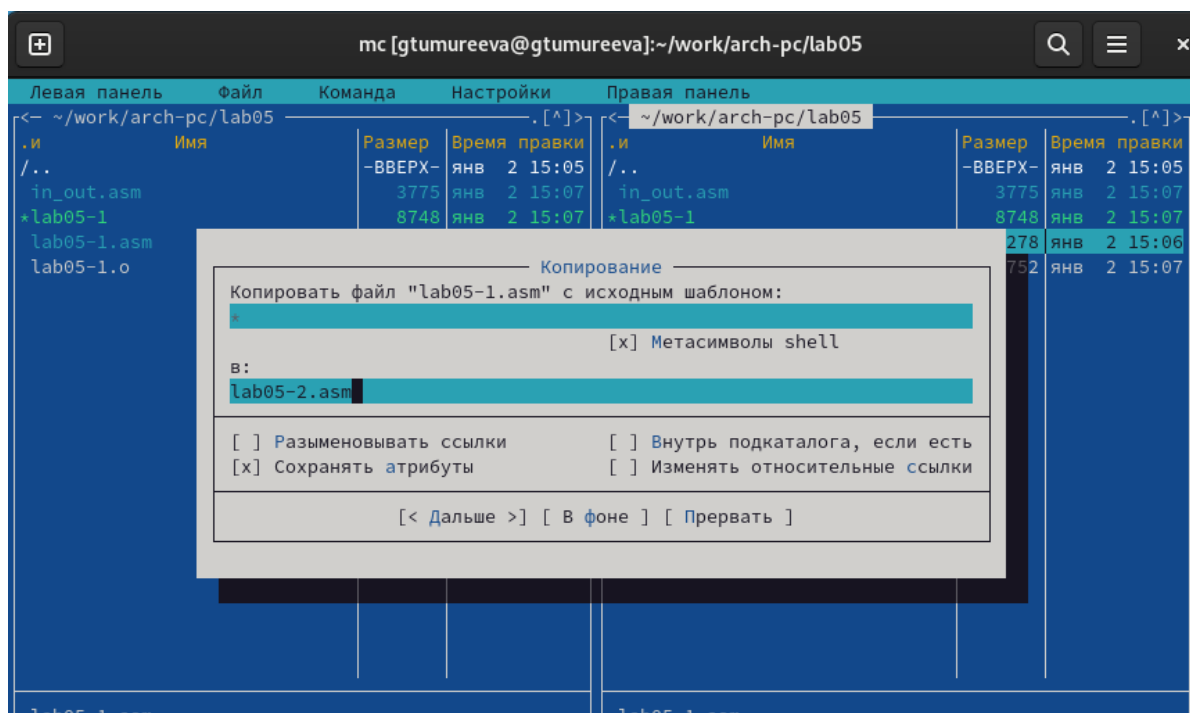 mc [gtumureeva@gtumureeva]:~/work/arch-pc/lab05
Левая панель Файл Команда Настройки Правая панель
<— ~/work/arch-pc/lab05 .[^]> <— ~/work/arch-pc/lab05 .[^]>
.и Имя Размер Время правки .и Имя Размер Время правки
/.. -ВВЕРХ- янв 2 15:05 /.. -ВВЕРХ- янв 2 15:05
in_out.asm 3775 янв 2 15:07 in_out.asm 3775 янв 2 15:07
*lab05-1 8748 янв 2 15:07 *lab05-1 8748 янв 2 15:07
lab05-1.asm 278 янв 2 15:06
lab05-1.o 752 янв 2 15:07
Копирование
Копировать файл "lab05-1.asm" с исходным шаблоном:
*
[x] Метасимволы shell
в:
lab05-2.asm
[ ] Разыменовывать ссылки [ ] Внутрь подкаталога, если есть
[x] Сохранять атрибуты [ ] Изменять относительные ссылки
[< Дальше >] [ В фоне ] [ Прервать ]